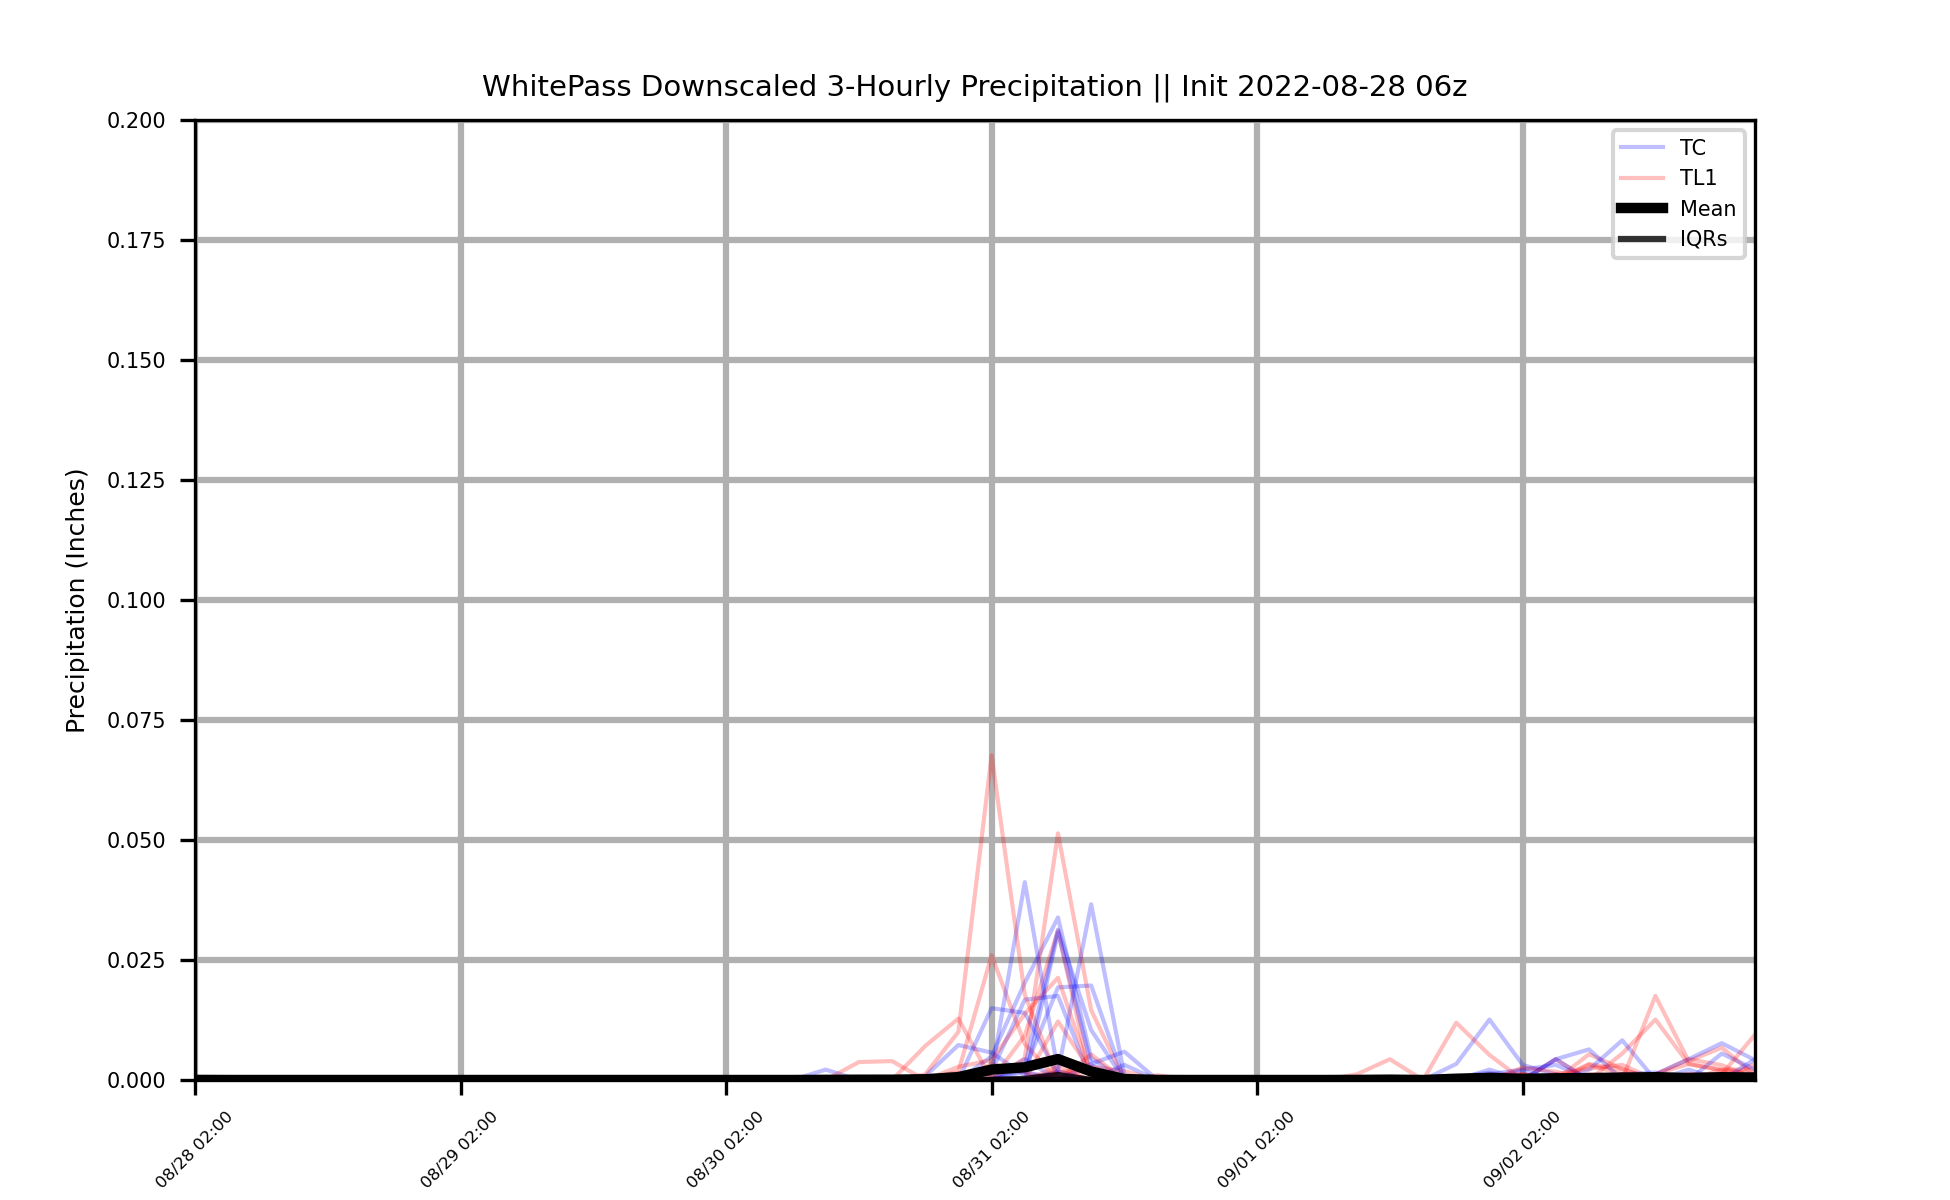 WhitePass Downscaled 3-Hourly Precipitation || Init 2022-08-28 06z
TC
TL1
Mean
IQRs
Precipitation (Inches)
0.200
0.175
0.150
0.125
0.100
0.075
0.050
0.025
0.000
08/28 02:00
08/29 02:00
08/30 02:00
08/31 02:00
09/01 02:00
09/02 02:00